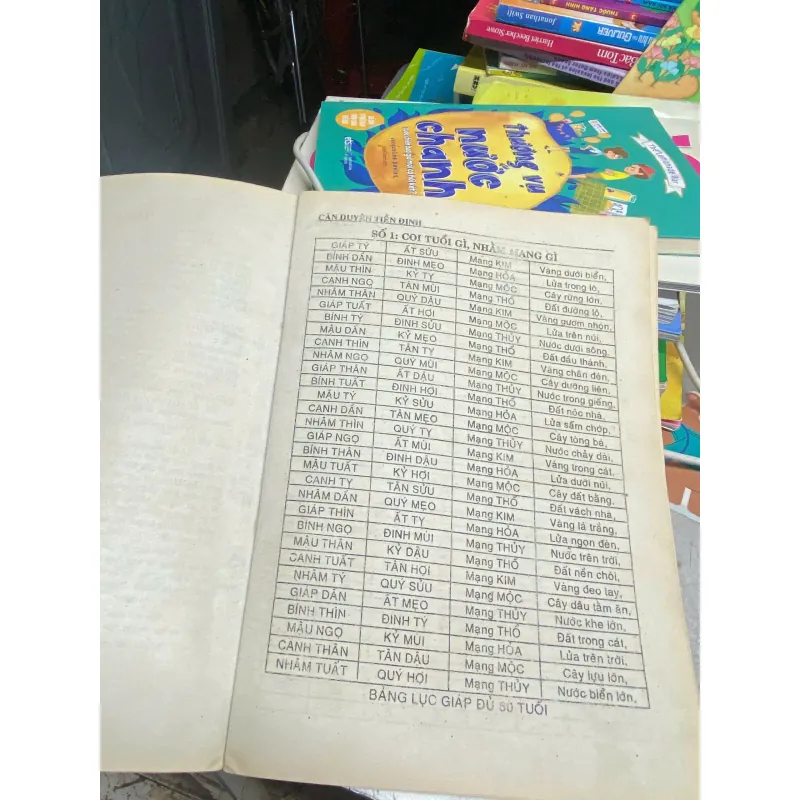 Jonathan Swift
Harriet Beecher Stowe
Bác Tom
Thương vụ
nước
chanh
CĂN DUYÊN TIỀN ĐỊNH
SỐ 1: COI TUỔI GÌ, NHẰM MẠNG GÌ
GIÁP TÝ ẤT SỬU Mạng KIM Vàng dưới biển,
BÍNH DẦN ĐINH MẸO Mạng HỎA Lửa trong lò,
MẬU THÌN KỶ TỴ Mạng MỘC Cây rừng lớn,
CANH NGỌ TÂN MÙI Mạng THỔ Đất đường lộ,
NHÂM THÂN QUÝ DẬU Mạng KIM Vàng gươm nhọn,
GIÁP TUẤT ẤT HỢI Mạng MỘC Lửa trên núi,
BÍNH TÝ ĐINH SỬU Mạng THỦY Nước dưới sông,
MẬU DẦN KỶ MẸO Mạng THỔ Đất đầu thành,
CANH THÌN TÂN TỴ Mạng KIM Vàng chân đèn,
NHÂM NGỌ QUÝ MÙI Mạng MỘC Cây dương liễu,
GIÁP THÂN ẤT DẬU Mạng THỦY Nước trong giếng,
BÍNH TUẤT ĐINH HỢI Mạng THỔ Đất nóc nhà,
MẬU TÝ KỶ SỬU Mạng HỎA Lửa sấm chớp,
CANH DẦN TÂN MẸO Mạng MỘC Cây tòng bá,
NHÂM THÌN QUÝ TỴ Mạng THỦY Nước chảy dài,
GIÁP NGỌ ẤT MÙI Mạng KIM Vàng trong cát,
BÍNH THÂN ĐINH DẬU Mạng HỎA Lửa dưới núi,
MẬU TUẤT KỶ HỢI Mạng MỘC Cây đất bằng,
CANH TÝ TÂN SỬU Mạng THỔ Đất vách nhà,
NHÂM DẦN QUÝ MẸO Mạng KIM Vàng lá trắng,
GIÁP THÌN ẤT TỴ Mạng HỎA Lửa ngọn đèn,
BÍNH NGỌ ĐINH MÙI Mạng THỦY Nước trên trời,
MẬU THÂN KỶ DẬU Mạng THỔ Đất nền chòi,
CANH TUẤT TÂN HỢI Mạng KIM Vàng đeo tay,
NHÂM TÝ QUÝ SỬU Mạng MỘC Cây dâu tằm ăn,
GIÁP DẦN ẤT MẸO Mạng THỦY Nước khe lớn,
BÍNH THÌN ĐINH TỴ Mạng THỔ Đất trong cát,
MẬU NGỌ KỶ MÙI Mạng HỎA Lửa trên trời,
CANH THÂN TÂN DẬU Mạng MỘC Cây lựu lớn,
NHÂM TUẤT QUÝ HỢI Mạng THỦY Nước biển lớn,
BẢNG LỤC GIÁP ĐỦ 60 TUỔI